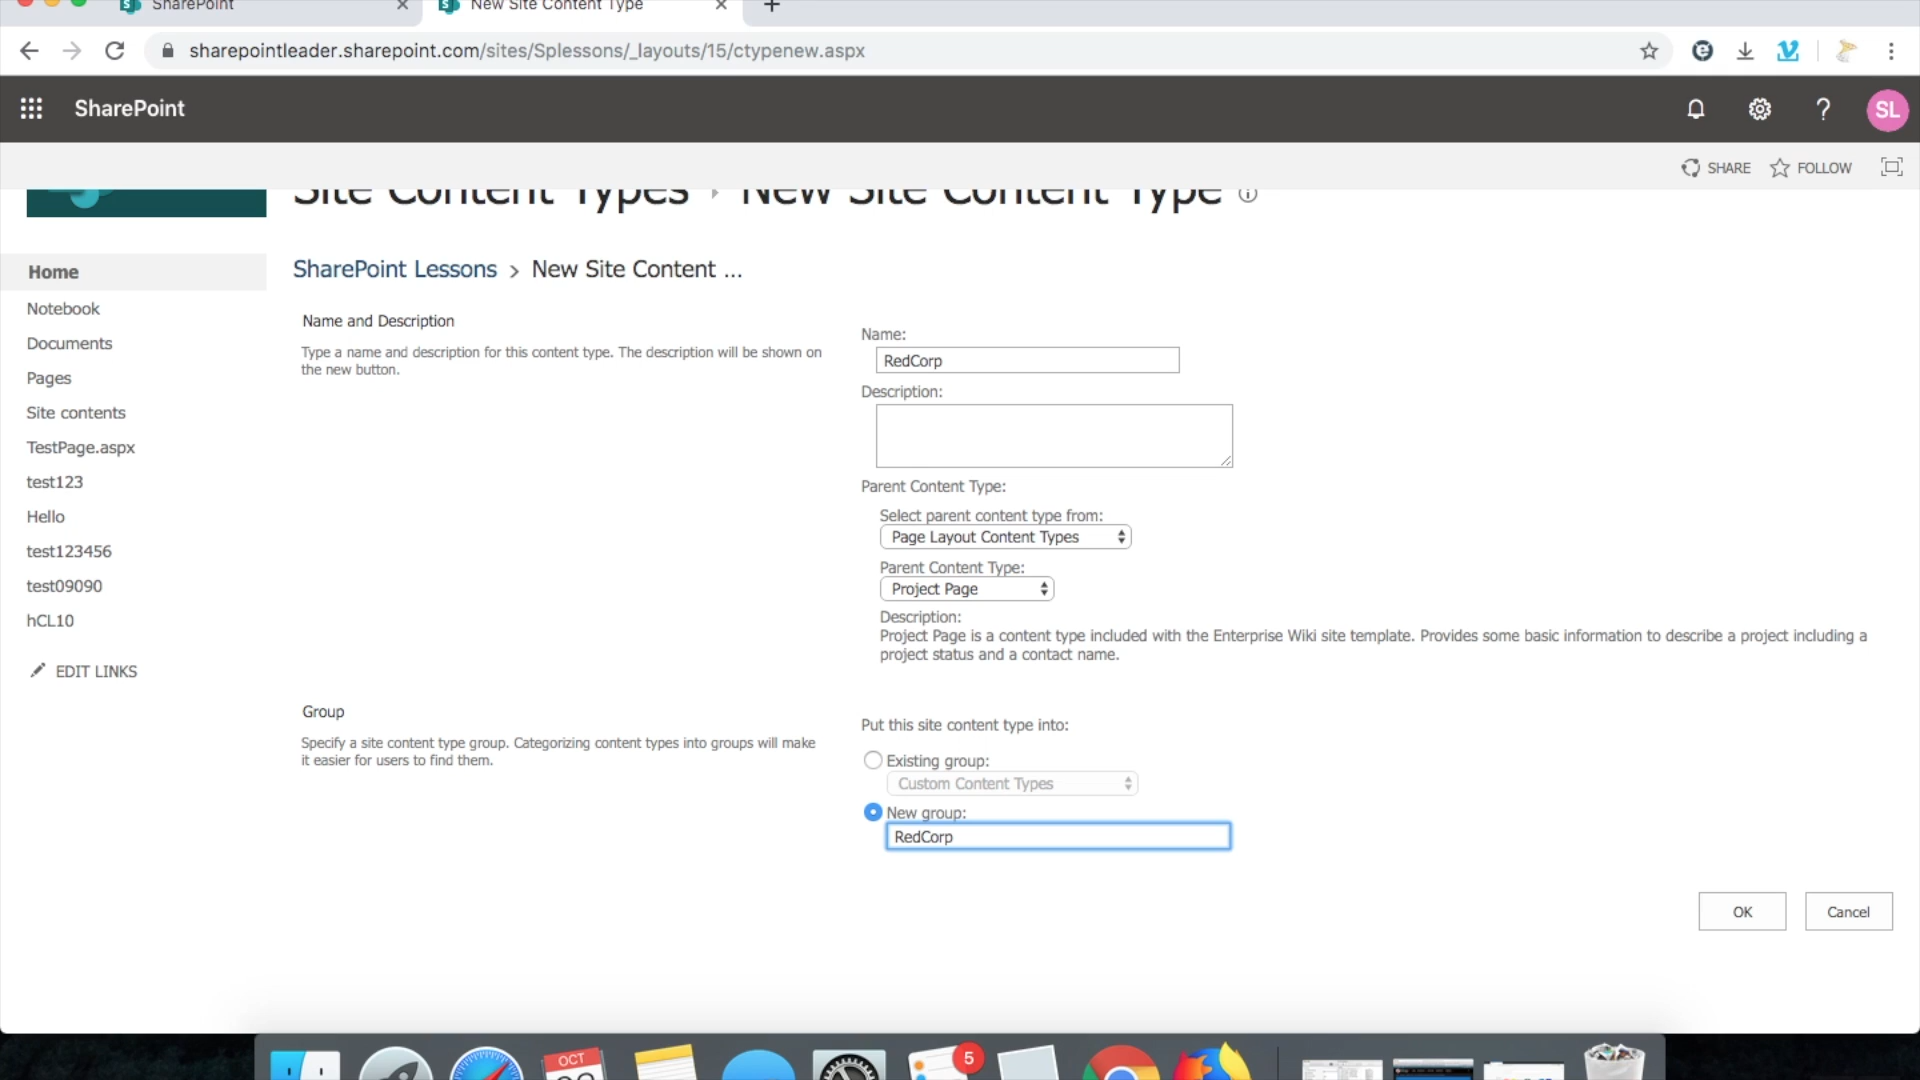 SharePoint
New Site Content Type
sharepointleader.sharepoint.com/sites/Splessons/_layouts/15/ctypenew.aspx
SharePoint
SL
SHARE
FOLLOW
Site Content Types
New Site Content Type
Home
Notebook
Documents
Pages
Site contents
TestPage.aspx
test123
Hello
test123456
test09090
hCL10
EDIT LINKS
SharePoint Lessons > New Site Content ...
Name and Description
Type a name and description for this content type. The description will be shown on
the new button.
Name:
RedCorp
Description:
Parent Content Type:
Select parent content type from:
Page Layout Content Types
Parent Content Type:
Project Page
Description:
Project Page is a content type included with the Enterprise Wiki site template. Provides some basic information to describe a project including a
project status and a contact name.
Group
Specify a site content type group. Categorizing content types into groups will make
it easier for users to find them.
Put this site content type into:
Existing group:
Custom Content Types
New group:
RedCorp
OK
Cancel
OCT
5